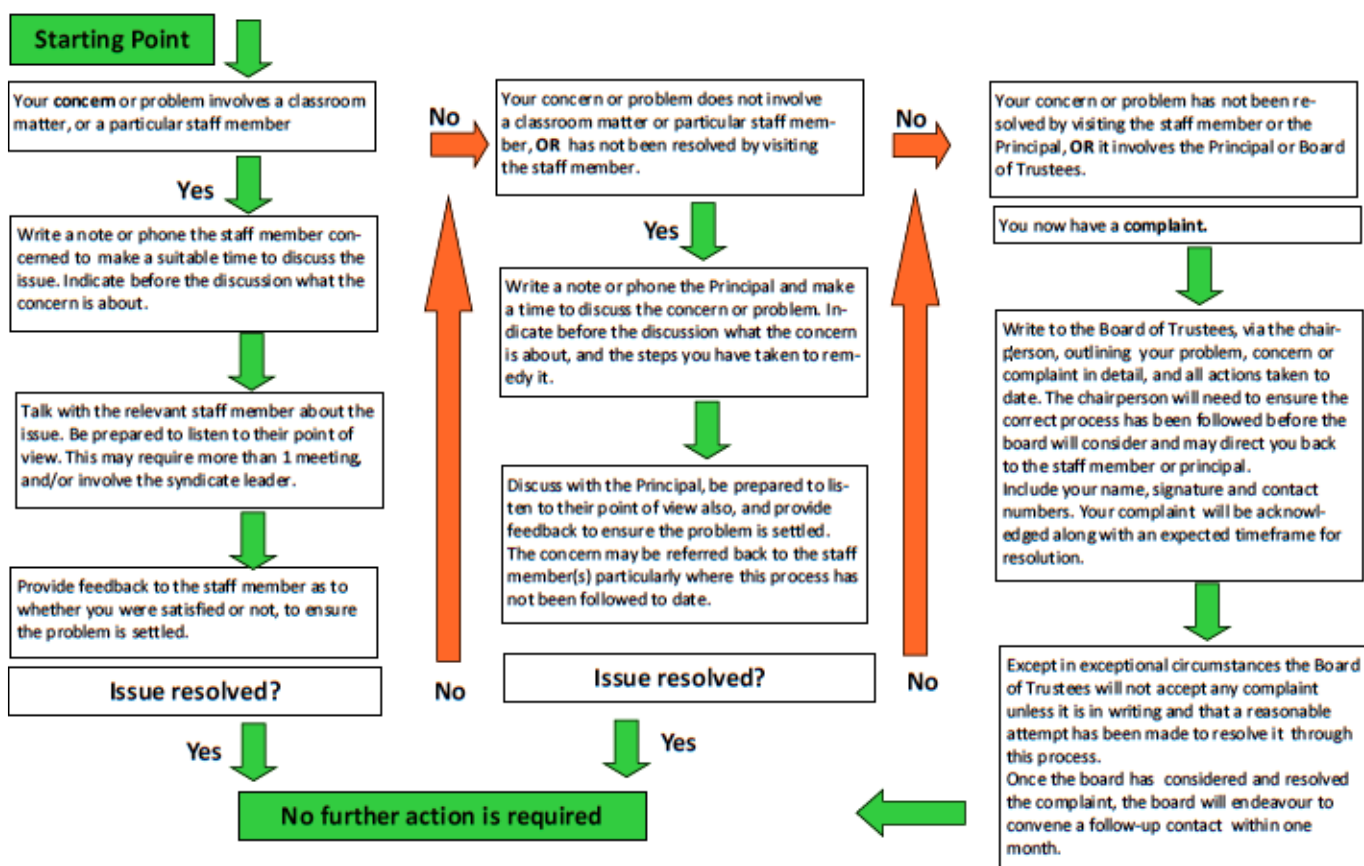 Starting Point
Your concern or problem involves a classroom
matter, or a particular staff member
Yes
Write a note or phone the staff member con-
cerned to make a suitable time to discuss the
issue. Indicate before the discussion what the
concern is about.
Talk with the relevant staff member about the
issue. Be prepared to listen to their point of
view. This may require more than 1 meeting,
and/or involve the syndicate leader.
Provide feedback to the staff member as to
whether you were satisfied or not, to ensure
the problem is settled.
Issue resolved?
Yes
No
No
Your concern or problem does not involve
a classroom matter or particular staff mem-
ber, OR has not been resolved by visiting
the staff member.
Yes
Write a note or phone the Principal and make
a time to discuss the concern or problem. In-
dicate before the discussion what the concern
is about, and the steps you have taken to rem-
edy it.
Discuss with the Principal, be prepared to lis-
ten to their point of view also, and provide
feedback to ensure the problem is settled.
The concern may be referred back to the staff
member(s) particularly where this process has
not been followed to date.
Issue resolved?
Yes
No
No
Your concern or problem has not been re-
solved by visiting the staff member or the
Principal, OR it involves the Principal or Board
of Trustees.
You now have a complaint.
Write to the Board of Trustees, via the chair-
person, outlining your problem, concern or
complaint in detail, and all actions taken to
date. The chairperson will need to ensure the
correct process has been followed before the
board will consider and may direct you back
to the staff member or principal.
Include your name, signature and contact
numbers. Your complaint will be acknowl-
edged along with an expected timeframe for
resolution.
Except in exceptional circumstances the Board
of Trustees will not accept any complaint
unless it is in writing and that a reasonable
attempt has been made to resolve it through
this process.
Once the board has considered and resolved
the complaint, the board will endeavour to
convene a follow-up contact within one
month.
No further action is required